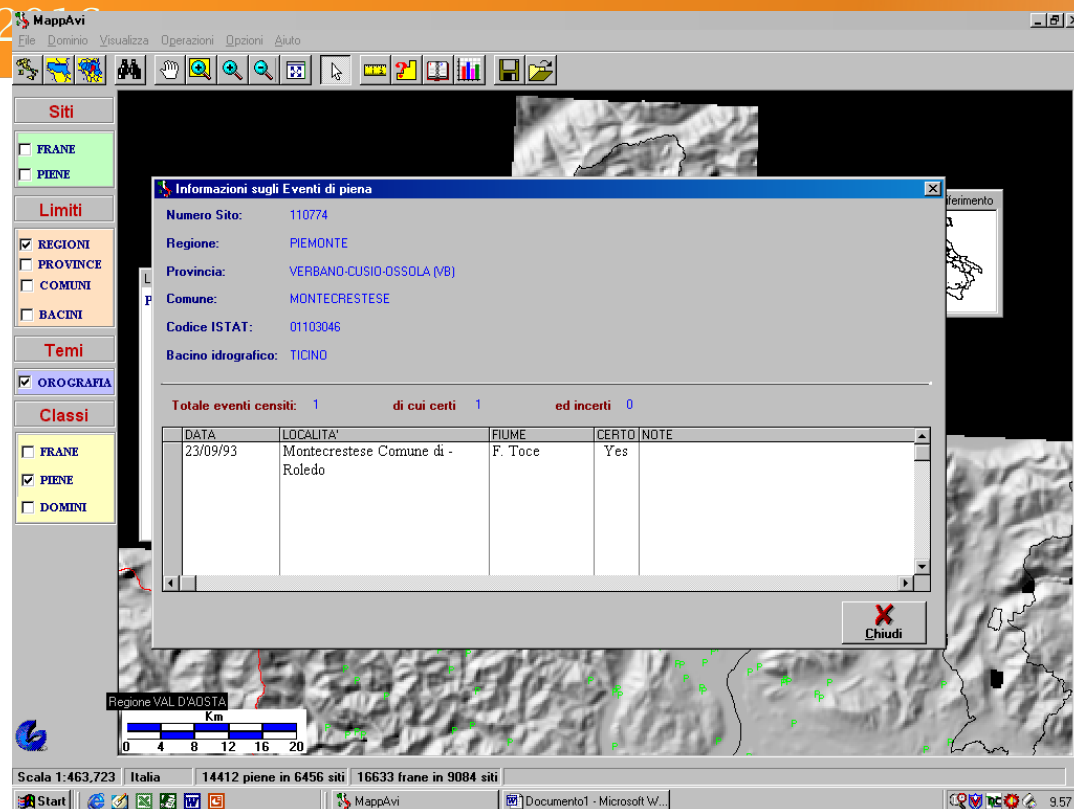 2016
MappAvi
File Dominio Visualizza Operazioni Opzioni Aiuto
Siti
FRANE
PIENE
Limiti
REGIONI
PROVINCE
COMUNI
BACINI
Temi
OROGRAFIA
Classi
FRANE
PIENE
DOMINI
iferimento
L
P
Informazioni sugli Eventi di piena
Numero Sito: 110774
Regione: PIEMONTE
Provincia: VERBANO-CUSIO-OSSOLA (VB)
Comune: MONTECRESTESE
Codice ISTAT: 01103046
Bacino idrografico: TICINO
Totale eventi censiti: 1 di cui certi 1 ed incerti 0
DATA LOCALITA' FIUME CERTO NOTE
23/09/93 Montecrestese Comune di - F. Toce Yes
Roledo
Chiudi
Regione VAL D'AOSTA
Km
0 4 8 12 16 20
Scala 1:463,723 Italia 14412 piene in 6456 siti 16633 frane in 9084 siti
Start MappAvi Documento1 - Microsoft W... 9.57